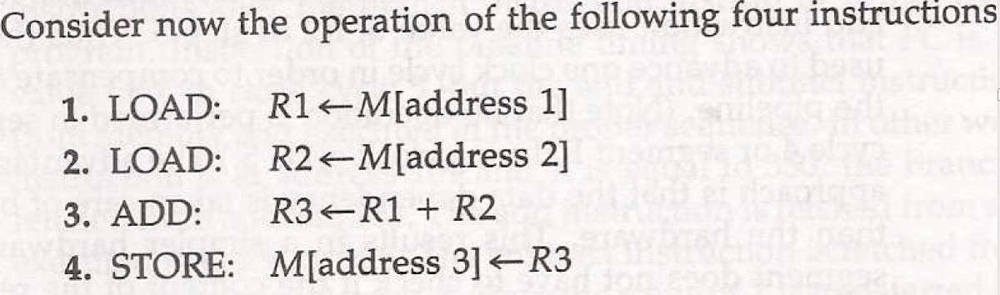 Consider now the operation of the following four instructions
1. LOAD: R1←M[address 1]
2. LOAD: R2←M[address 2]
3. ADD: R3←R1 + R2
4. STORE: M[address 3]←R3